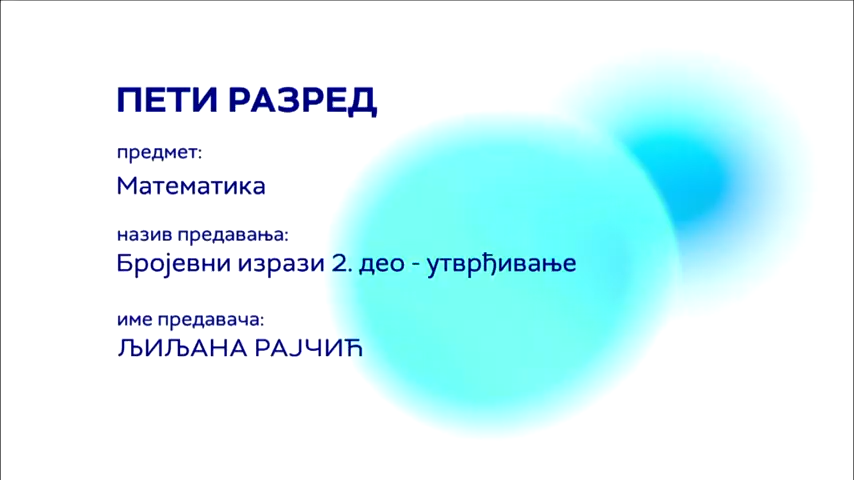 ПЕТИ РАЗРЕД
предмет:
Математика
назив предавања:
Бројевни изрази 2. део - утврђивање
име предавача:
ЉИЉАНА РАЈЧИЋ